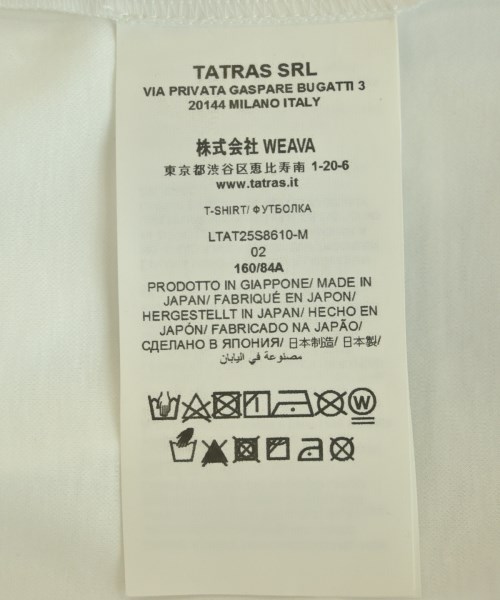 TATRAS SRL
VIA PRIVATA GASPARE BUGATTI 3
20144 MILANO ITALY
株式会社 WEAVA
東京都渋谷区恵比寿南 1-20-6
www.tatras.it
T-SHIRT/ ФУТБОЛКА
LTAT25S8610-M
02
160/84A
PRODOTTO IN GIAPPONE/ MADE IN
JAPAN/ FABRIQUÉ EN JAPON/
HERGESTELLT IN JAPAN/ HECHO EN
JAPÓN/ FABRICADO NA JAPÃO/
СДЕЛАНО В ЯПОНИЯ/ 日本制造/ 日本製/
مصنوعة في اليابان
W